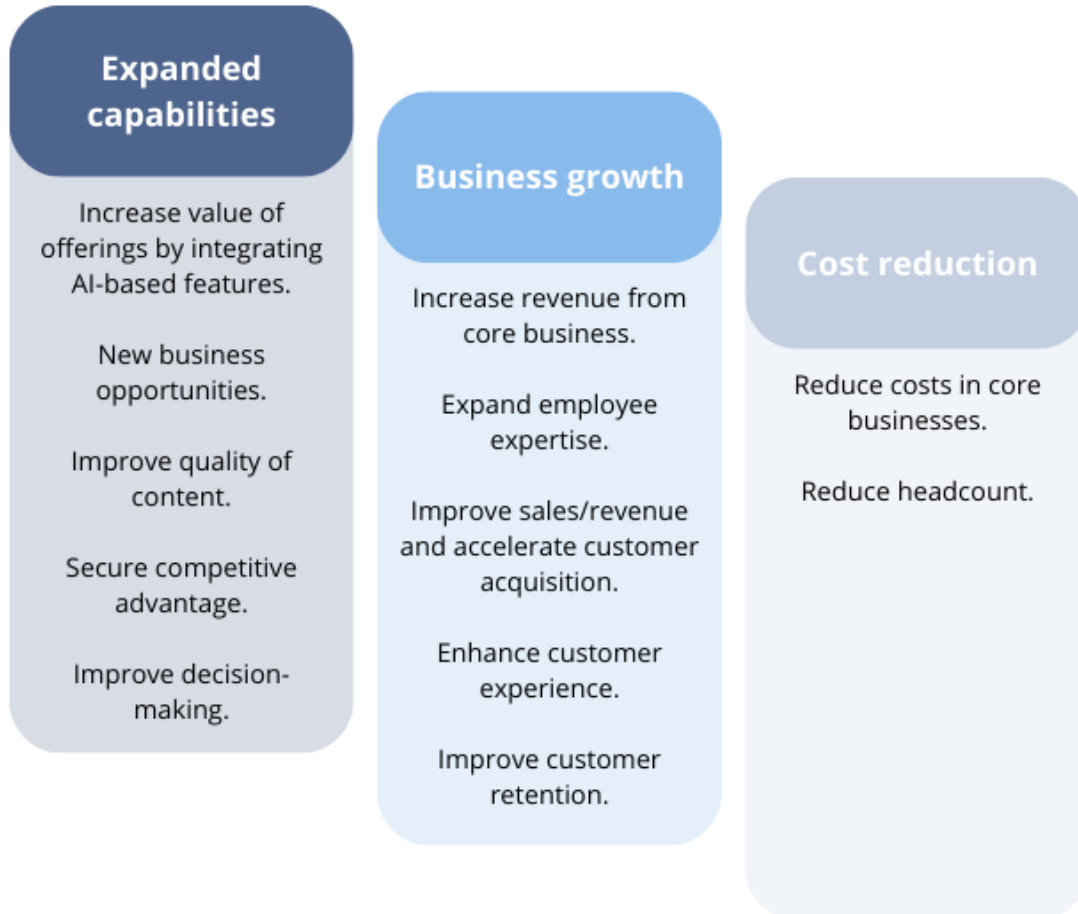 Expanded
capabilities
Increase value of
offerings by integrating
AI-based features.
New business
opportunities.
Improve quality of
content.
Secure competitive
advantage.
Improve decision-
making.
Business growth
Increase revenue from
core business.
Expand employee
expertise.
Improve sales/revenue
and accelerate customer
acquisition.
Enhance customer
experience.
Improve customer
retention.
Cost reduction
Reduce costs in core
businesses.
Reduce headcount.